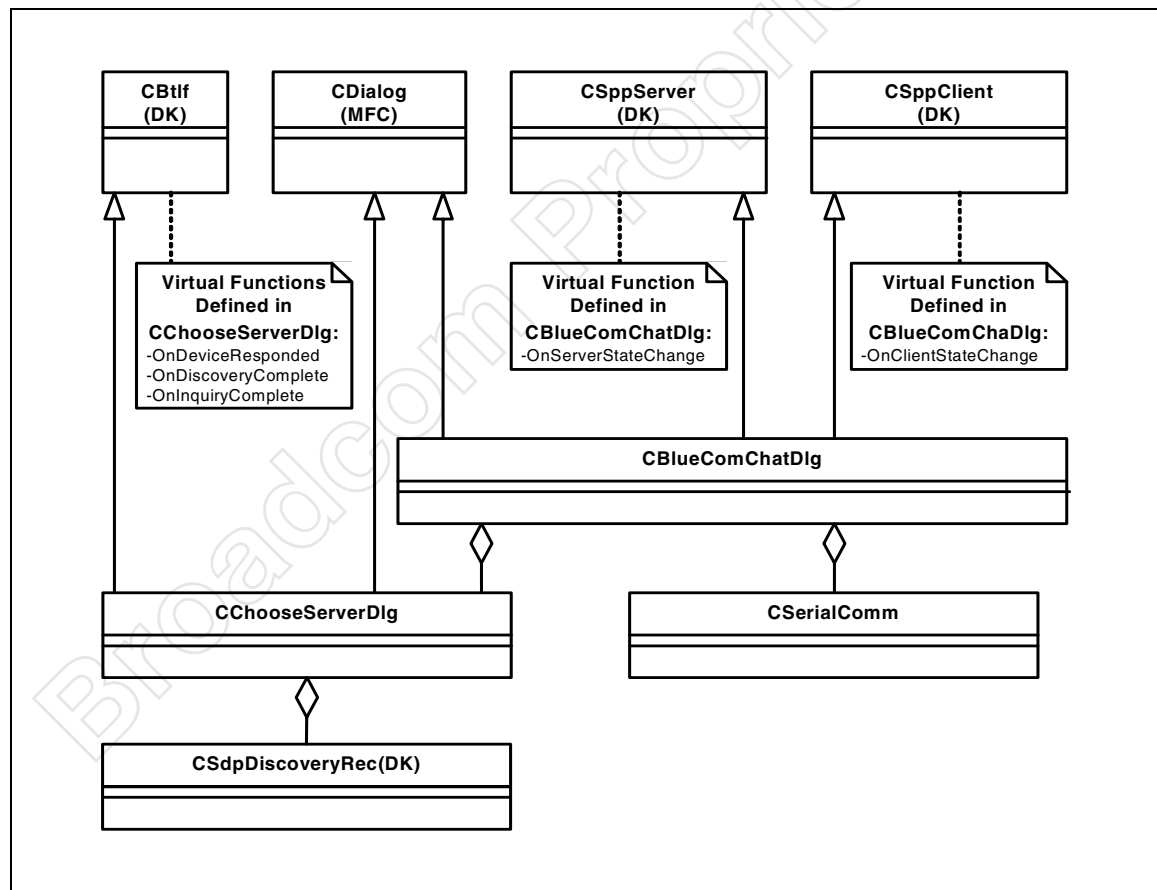 CBtIf
(DK)
CDialog
(MFC)
CSppServer
(DK)
CSppClient
(DK)
Virtual Functions
Defined in
CChooseServerDlg:
-OnDeviceResponded
-OnDiscoveryComplete
-OnInquiryComplete
Virtual Function
Defined in
CBlueComChatDlg:
-OnServerStateChange
Virtual Function
Defined in
CBlueComChaDlg:
-OnClientStateChange
CBlueComChatDlg
CChooseServerDlg
CSerialComm
CSdpDiscoveryRec(DK)
Broadcom